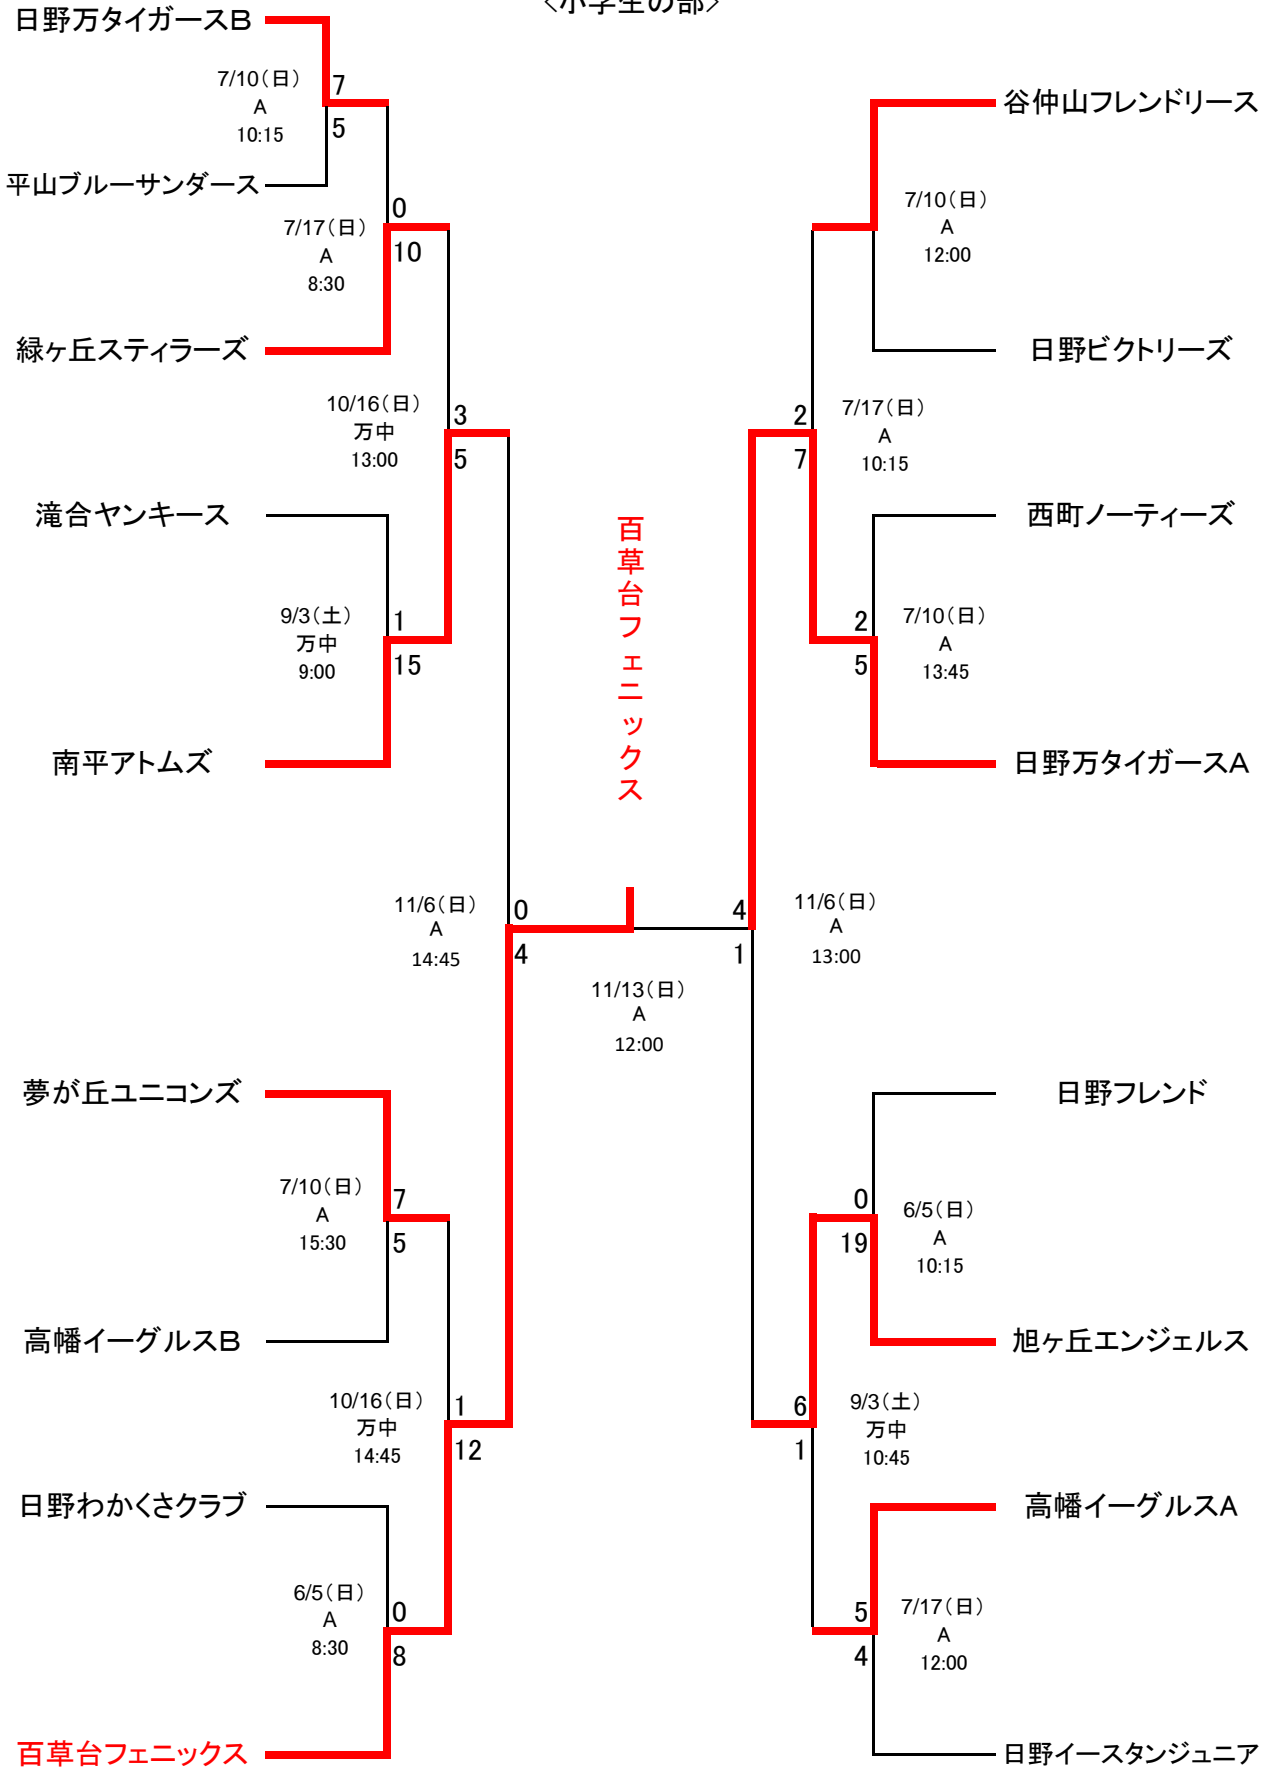 <小学生の部>
日野万タイガースB
7/10(日)
A
10:15
7
5
平山ブルーサンダース
7/17(日)
A
8:30
0
10
緑ヶ丘スティラーズ
10/16(日)
万中
13:00
3
5
滝合ヤンキース
9/3(土)
万中
9:00
1
15
南平アトムズ
11/6(日)
A
14:45
0
4
夢が丘ユニコンズ
7/10(日)
A
15:30
7
5
高幡イーグルスB
10/16(日)
万中
14:45
1
12
日野わかくさクラブ
6/5(日)
A
8:30
0
8
百草台フェニックス
百草台フェニックス
11/13(日)
A
12:00
谷仲山フレンドリース
7/10(日)
A
12:00
日野ビクトリーズ
2
7
7/17(日)
A
10:15
西町ノーティーズ
2
5
7/10(日)
A
13:45
日野万タイガースA
4
1
11/6(日)
A
13:00
日野フレンド
0
19
6/5(日)
A
10:15
旭ヶ丘エンジェルス
6
1
9/3(土)
万中
10:45
高幡イーグルスA
5
4
7/17(日)
A
12:00
日野イースタンジュニア